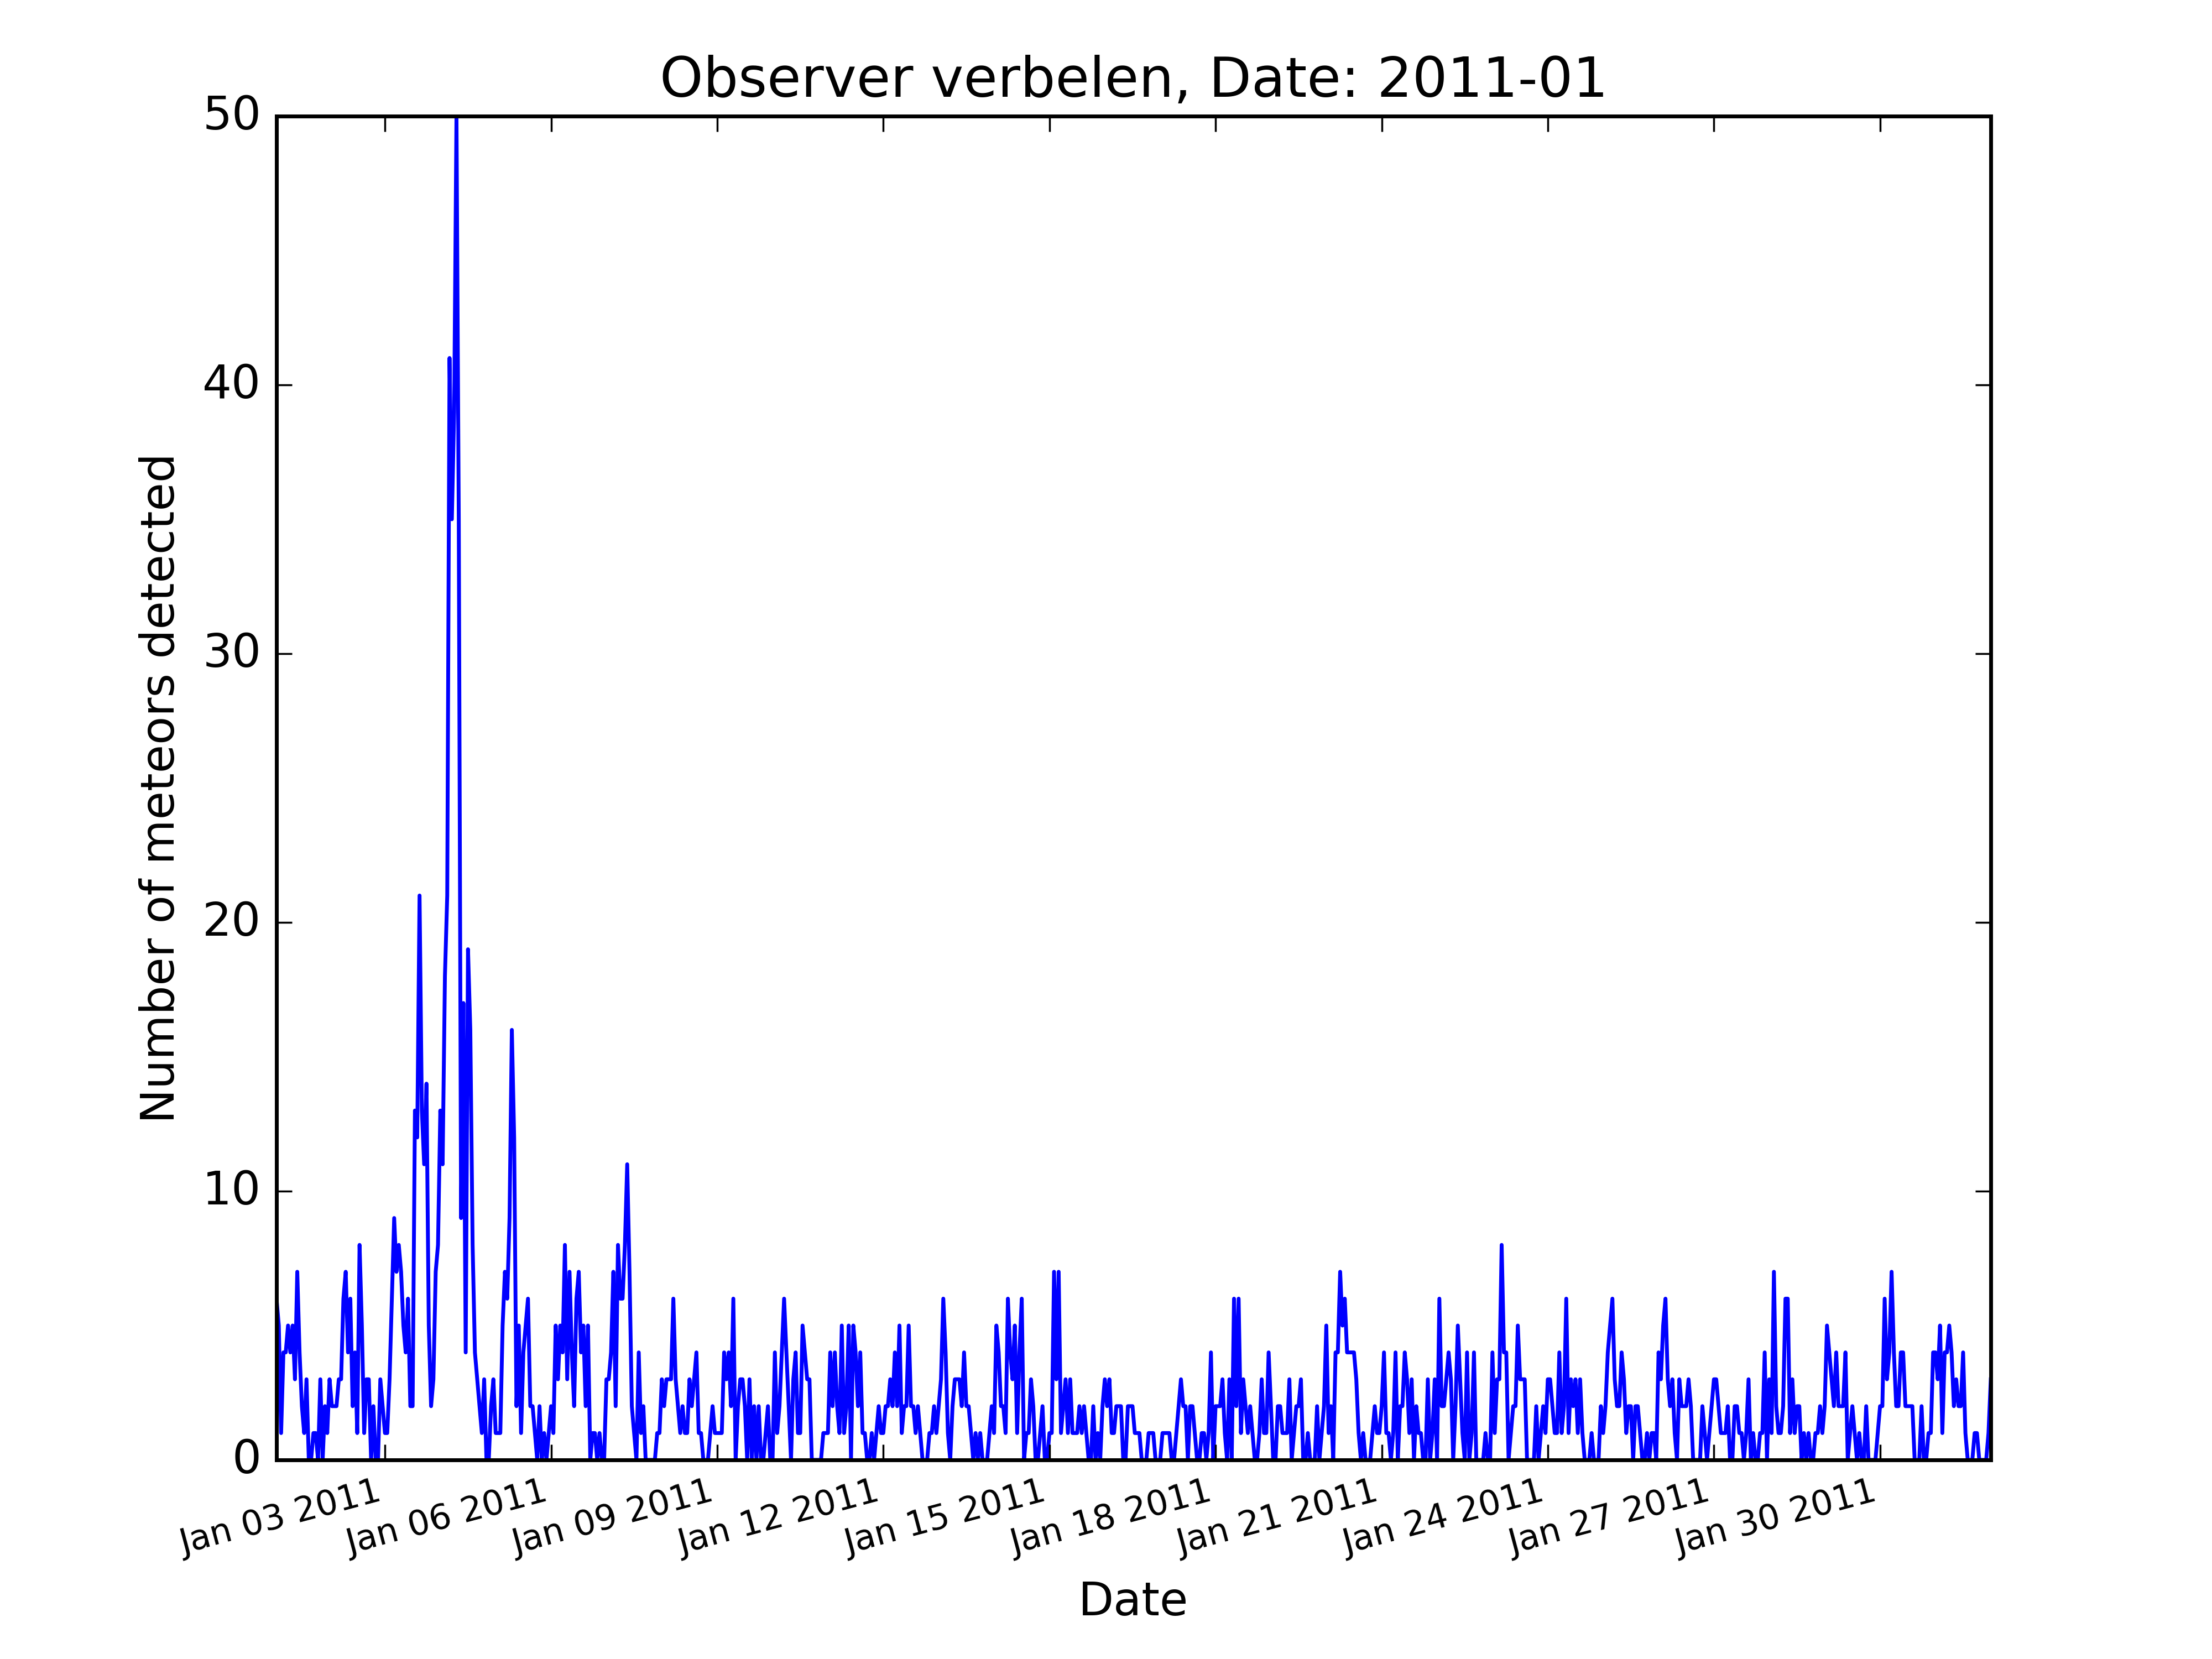 Observer verbelen, Date: 2011-01
50
40
30
20
10
0
Number of meteors detected
Jan 03 2011
Jan 06 2011
Jan 09 2011
Jan 12 2011
Jan 15 2011
Jan 18 2011
Jan 21 2011
Jan 24 2011
Jan 27 2011
Jan 30 2011
Date